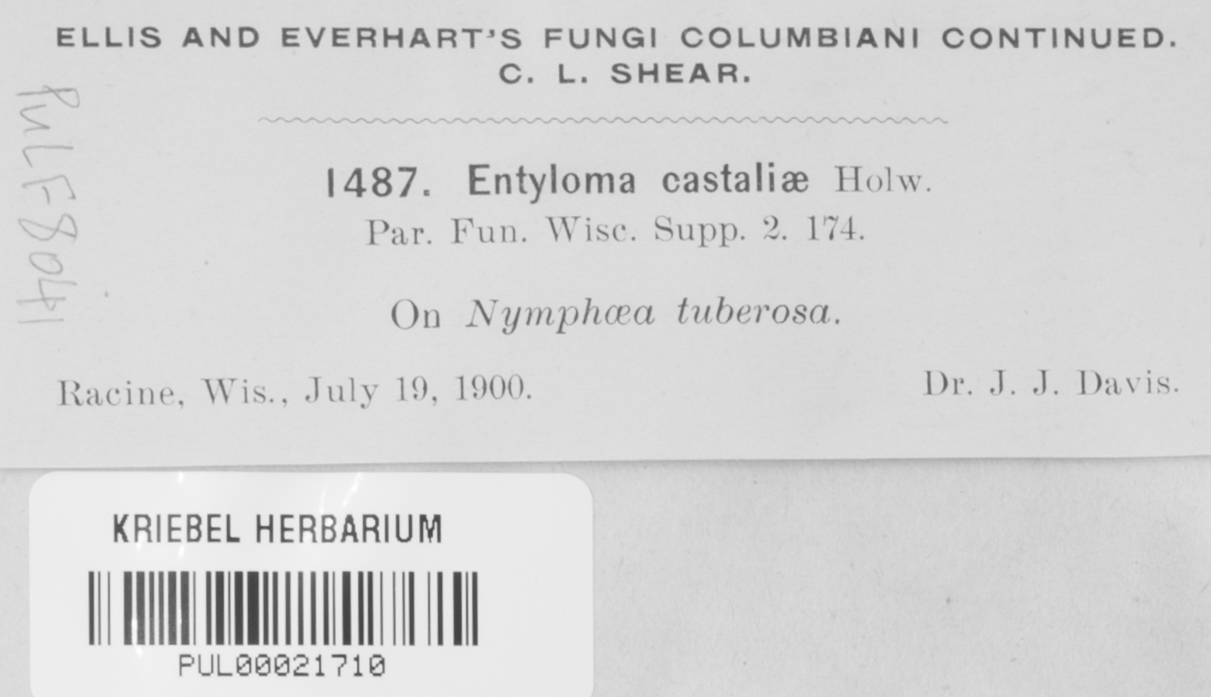 ELLIS AND EVERHART'S FUNGI COLUMBIANI CONTINUED.
C. L. SHEAR.
PuLF8041
1487. Entyloma castaliæ Holw.
Par. Fun. Wisc. Supp. 2. 174.
On Nymphœa tuberosa.
Racine, Wis., July 19, 1900. Dr. J. J. Davis.
KRIEBEL HERBARIUM
PUL00021710